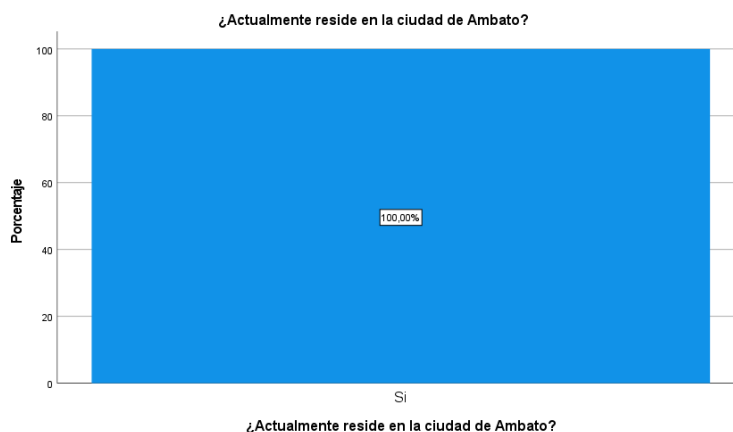 ¿Actualmente reside en la ciudad de Ambato?
100
80
60
40
20
0
Porcentaje
100,00%
Si
¿Actualmente reside en la ciudad de Ambato?